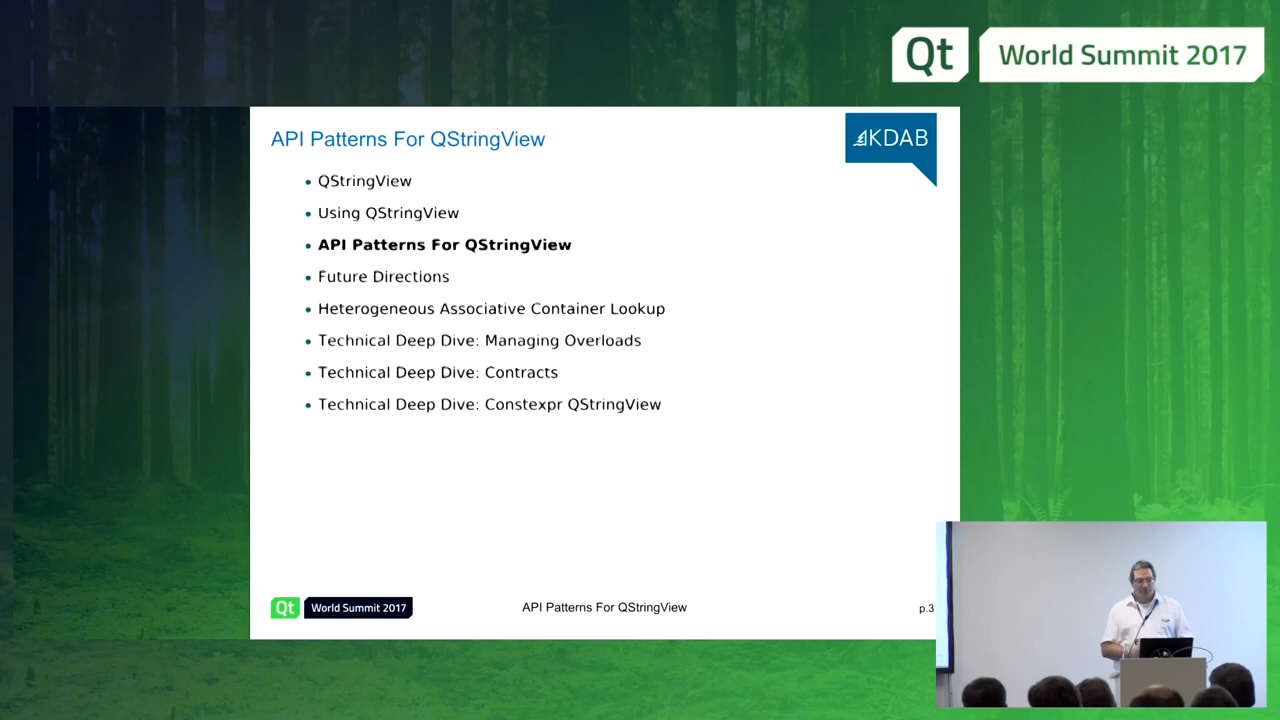 Qt World Summit 2017
API Patterns For QStringView
KDAB
• QStringView
• Using QStringView
• API Patterns For QStringView
• Future Directions
• Heterogeneous Associative Container Lookup
• Technical Deep Dive: Managing Overloads
• Technical Deep Dive: Contracts
• Technical Deep Dive: Constexpr QStringView
Qt World Summit 2017
API Patterns For QStringView
p.3